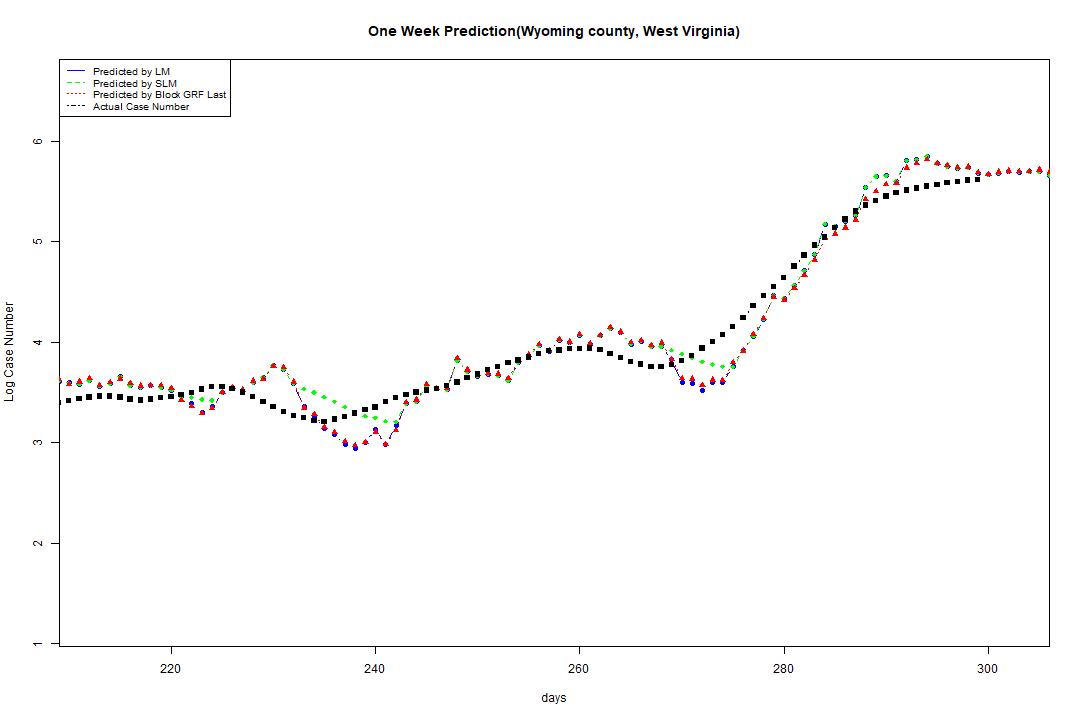 One Week Prediction(Wyoming county, West Virginia)
Predicted by LM
Predicted by SLM
Predicted by Block GRF Last
Actual Case Number
6
5
4
3
2
1
Log Case Number
220 240 260 280 300
days